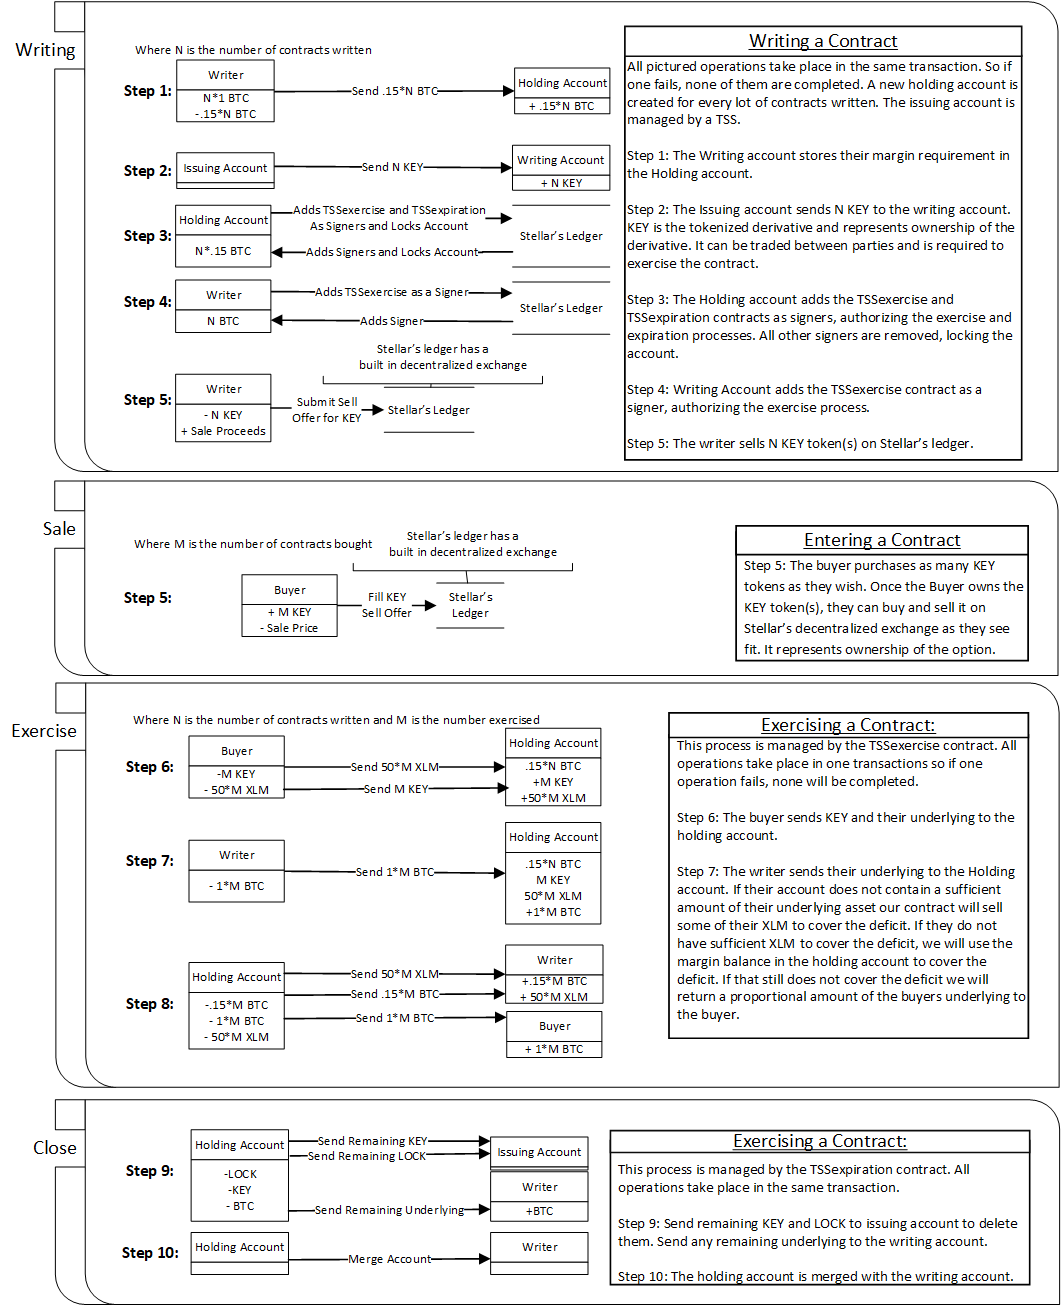 Writing
Where N is the number of contracts written
Step 1:
Writer
N*1 BTC
-.15*N BTC
Send .15*N BTC
Holding Account
+ .15*N BTC
Step 2:
Issuing Account
Send N KEY
Writing Account
+ N KEY
Step 3:
Holding Account
N*.15 BTC
Adds TSSexercise and TSSexpiration
As Signers and Locks Account
Adds Signers and Locks Account
Stellar's Ledger
Step 4:
Writer
N BTC
Adds TSSexercise as a Signer
Adds Signer
Stellar's Ledger
Stellar's ledger has a
built in decentralized exchange
Step 5:
Writer
- N KEY
+ Sale Proceeds
Submit Sell
Offer for KEY
Stellar's Ledger
Writing a Contract
All pictured operations take place in the same transaction. So if
one fails, none of them are completed. A new holding account is
created for every lot of contracts written. The issuing account is
managed by a TSS.
Step 1: The Writing account stores their margin requirement in
the Holding account.
Step 2: The Issuing account sends N KEY to the writing account.
KEY is the tokenized derivative and represents ownership of the
derivative. It can be traded between parties and is required to
exercise the contract.
Step 3: The Holding account adds the TSSexercise and
TSSexpiration contracts as signers, authorizing the exercise and
expiration processes. All other signers are removed, locking the
account.
Step 4: Writing Account adds the TSSexercise contract as a
signer, authorizing the exercise process.
Step 5: The writer sells N KEY token(s) on Stellar's ledger.
Sale
Where M is the number of contracts bought
Stellar's ledger has a
built in decentralized exchange
Step 5:
Buyer
+ M KEY
- Sale Price
Fill KEY
Sell Offer
Stellar's
Ledger
Entering a Contract
Step 5: The buyer purchases as many KEY
tokens as they wish. Once the Buyer owns the
KEY token(s), they can buy and sell it on
Stellar's decentralized exchange as they see
fit. It represents ownership of the option.
Exercise
Where N is the number of contracts written and M is the number exercised
Step 6:
Buyer
-M KEY
- 50*M XLM
Send 50*M XLM
Send M KEY
Holding Account
.15*N BTC
+M KEY
+50*M XLM
Step 7:
Writer
- 1*M BTC
Send 1*M BTC
Holding Account
.15*N BTC
M KEY
50*M XLM
+1*M BTC
Step 8:
Holding Account
-.15*M BTC
- 1*M BTC
- 50*M XLM
Send 50*M XLM
Send .15*M BTC
Send 1*M BTC
Writer
+.15*M BTC
+ 50*M XLM
Buyer
+ 1*M BTC
Exercising a Contract:
This process is managed by the TSSexercise contract. All
operations take place in one transactions so if one
operation fails, none will be completed.
Step 6: The buyer sends KEY and their underlying to the
holding account.
Step 7: The writer sends their underlying to the Holding
account. If their account does not contain a sufficient
amount of their underlying asset our contract will sell
some of their XLM to cover the deficit. If they do not
have sufficient XLM to cover the deficit, we will use the
margin balance in the holding account to cover the
deficit. If that still does not cover the deficit we will
return a proportional amount of the buyers underlying to
the buyer.
Close
Step 9:
Holding Account
-LOCK
-KEY
- BTC
Send Remaining KEY
Send Remaining LOCK
Send Remaining Underlying
Issuing Account
Writer
+BTC
Step 10:
Holding Account
Merge Account
Writer
Exercising a Contract:
This process is managed by the TSSexpiration contract. All
operations take place in the same transaction.
Step 9: Send remaining KEY and LOCK to issuing account to delete
them. Send any remaining underlying to the writing account.
Step 10: The holding account is merged with the writing account.